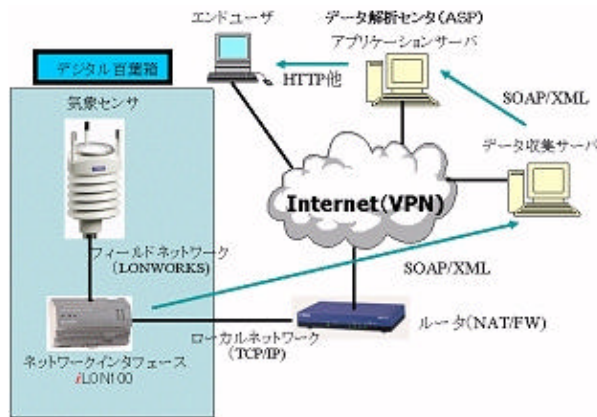 エンドユーザ
データ解析センタ(ASP)
アプリケーションサーバ
デジタル百葉箱
HTTP他
SOAP/XML
気象センサ
データ収集サーバ
Internet(VPN)
フィールドネットワーク
(LONWORKS)
SOAP/XML
ルータ(NAT/FW)
ローカルネットワーク
(TCP/IP)
ネットワークインタフェース
iLON100